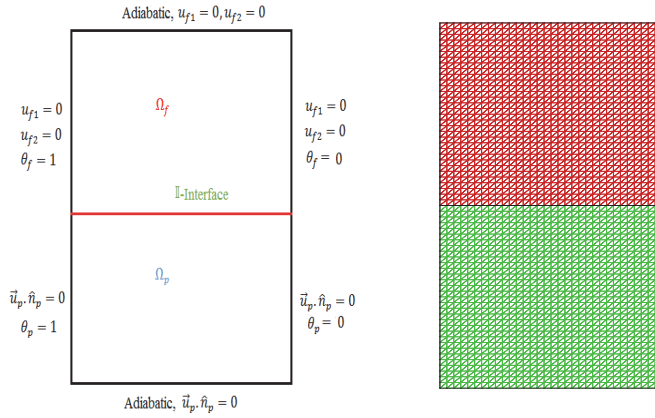 Adiabatic, u_{f1} = 0, u_{f2} = 0
Ω_f
u_{f1} = 0
u_{f2} = 0
θ_f = 1
u_{f1} = 0
u_{f2} = 0
θ_f = 0
𝕀-Interface
Ω_p
u⃗_p. n̂_p = 0
θ_p = 1
u⃗_p. n̂_p = 0
θ_p = 0
Adiabatic, u⃗_p. n̂_p = 0